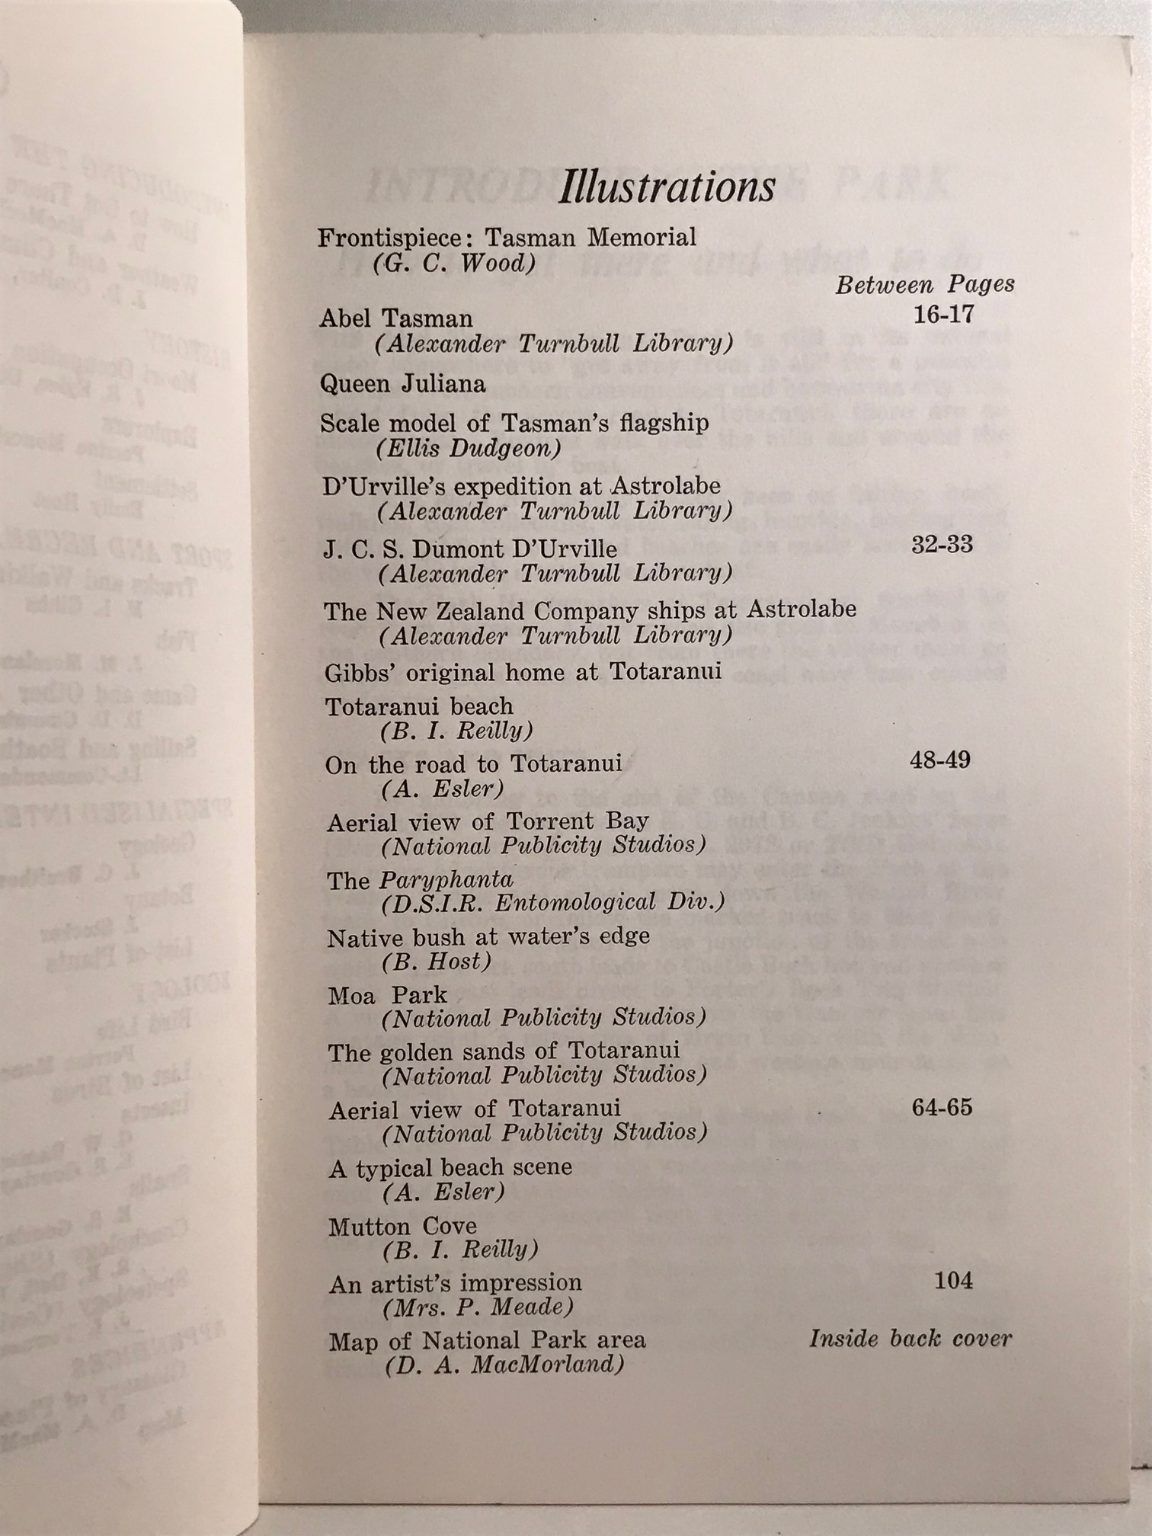 Illustrations
Frontispiece: Tasman Memorial
(G. C. Wood)
Between Pages
Abel Tasman 16-17
(Alexander Turnbull Library)
Queen Juliana
Scale model of Tasman's flagship
(Ellis Dudgeon)
D'Urville's expedition at Astrolabe
(Alexander Turnbull Library)
J. C. S. Dumont D'Urville 32-33
(Alexander Turnbull Library)
The New Zealand Company ships at Astrolabe
(Alexander Turnbull Library)
Gibbs' original home at Totaranui
Totaranui beach
(B. I. Reilly)
On the road to Totaranui 48-49
(A. Esler)
Aerial view of Torrent Bay
(National Publicity Studios)
The Paryphanta
(D.S.I.R. Entomological Div.)
Native bush at water's edge
(B. Host)
Moa Park
(National Publicity Studios)
The golden sands of Totaranui
(National Publicity Studios)
Aerial view of Totaranui 64-65
(National Publicity Studios)
A typical beach scene
(A. Esler)
Mutton Cove
(B. I. Reilly)
An artist's impression 104
(Mrs. P. Meade)
Map of National Park area Inside back cover
(D. A. MacMorland)